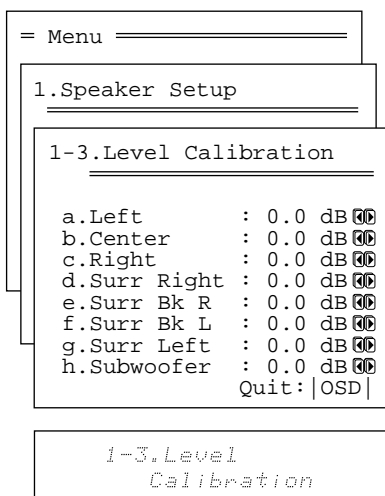 = Menu
1.Speaker Setup
1-3.Level Calibration
a.Left : 0.0 dB
b.Center : 0.0 dB
c.Right : 0.0 dB
d.Surr Right : 0.0 dB
e.Surr Bk R : 0.0 dB
f.Surr Bk L : 0.0 dB
g.Surr Left : 0.0 dB
h.Subwoofer : 0.0 dB
Quit:|OSD|
1-3.Level
Calibration